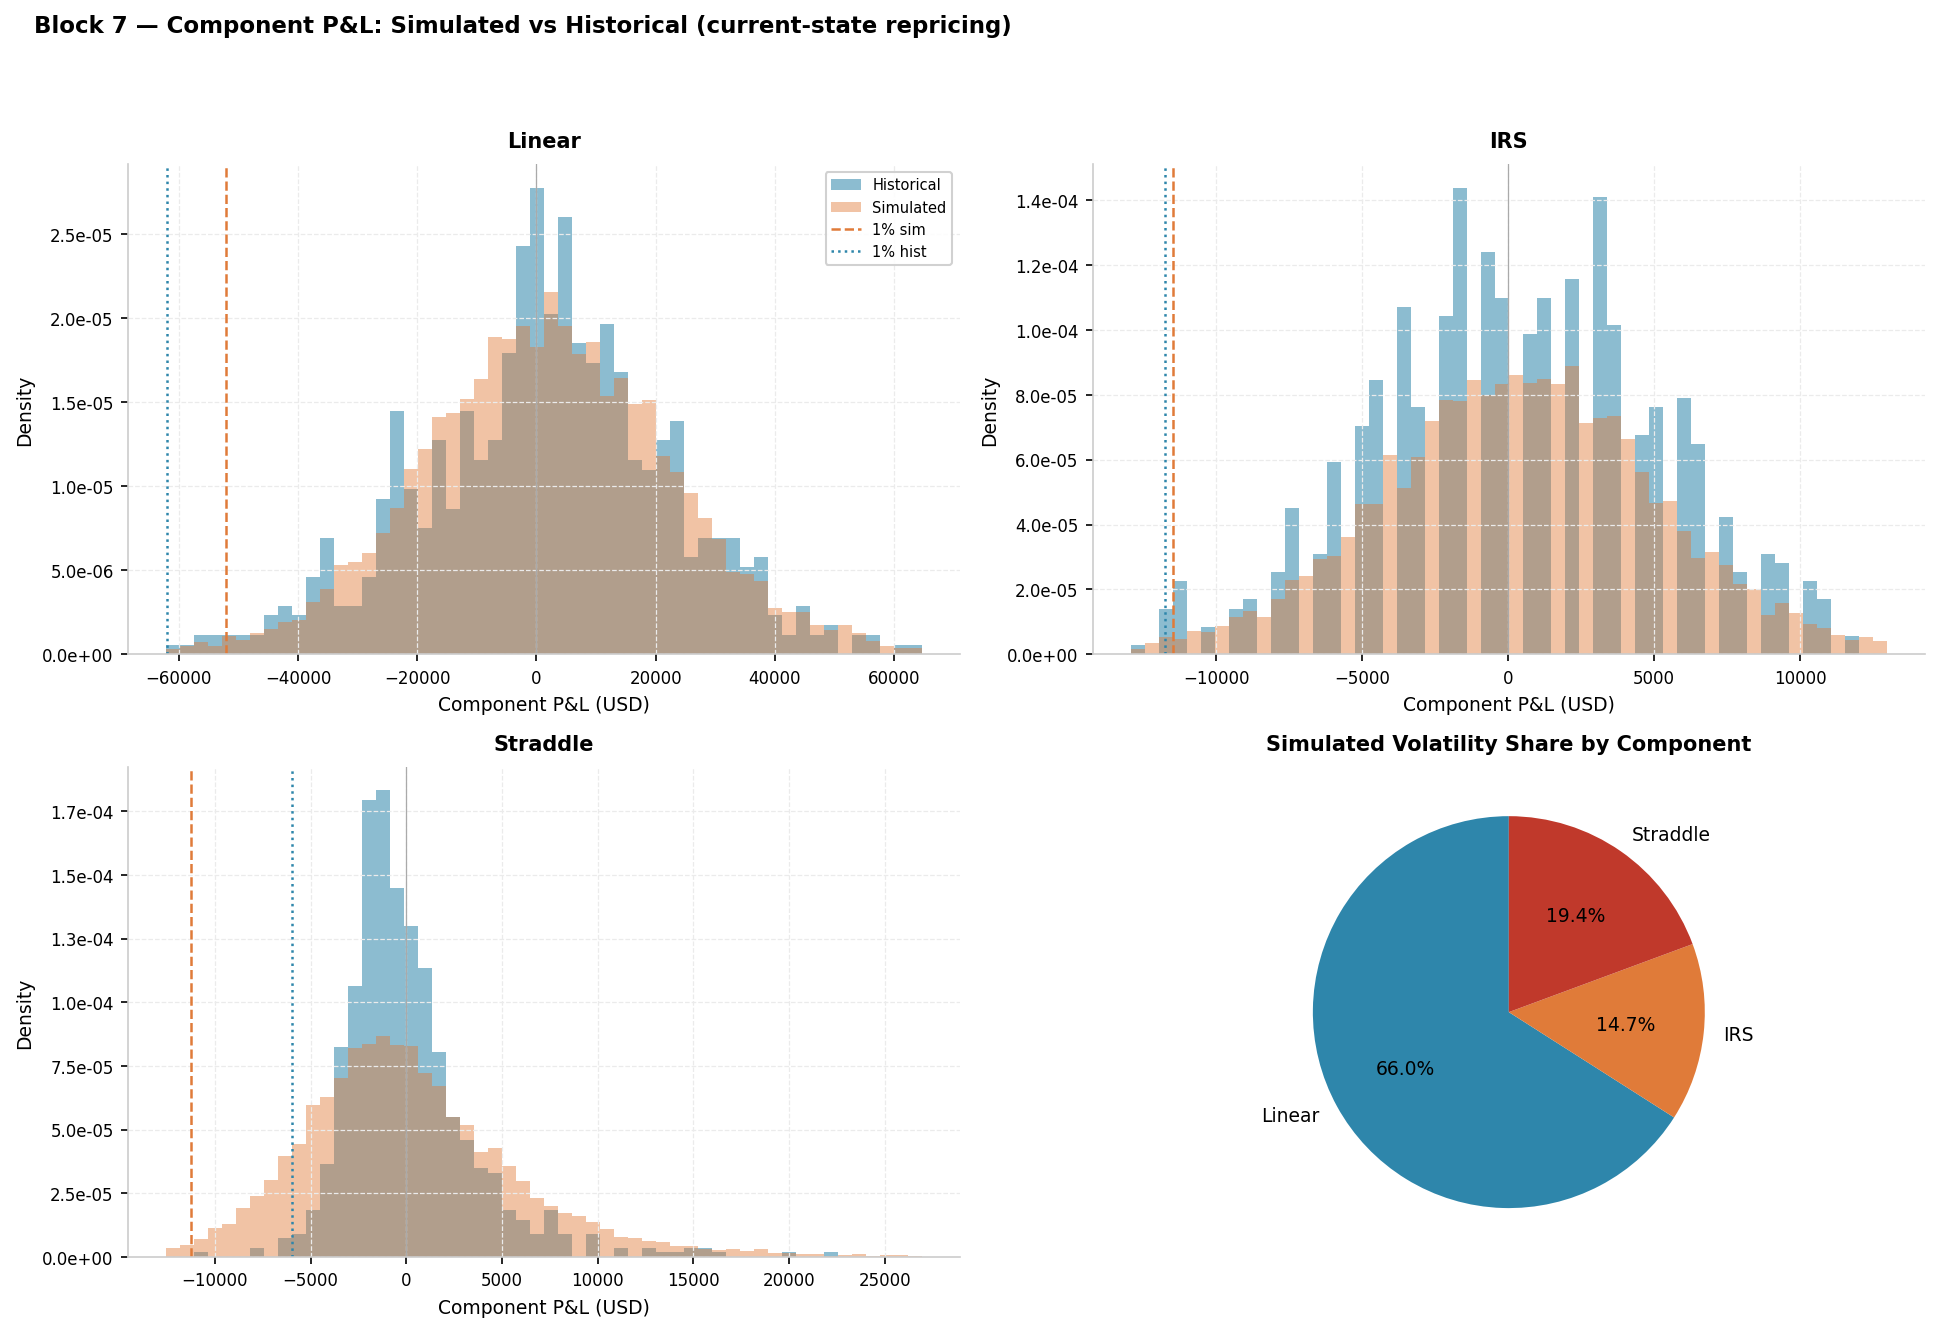 Block 7 — Component P&L: Simulated vs Historical (current-state repricing)
Linear
Historical
Simulated
1% sim
1% hist
2.5e-05
2.0e-05
1.5e-05
1.0e-05
5.0e-06
0.0e+00
Density
−60000
−40000
−20000
0
20000
40000
60000
Component P&L (USD)
IRS
1.4e-04
1.2e-04
1.0e-04
8.0e-05
6.0e-05
4.0e-05
2.0e-05
0.0e+00
Density
−10000
−5000
0
5000
10000
Component P&L (USD)
Straddle
1.7e-04
1.5e-04
1.3e-04
1.0e-04
7.5e-05
5.0e-05
2.5e-05
0.0e+00
Density
−10000
−5000
0
5000
10000
15000
20000
25000
Component P&L (USD)
Simulated Volatility Share by Component
Straddle
19.4%
14.7%
IRS
66.0%
Linear